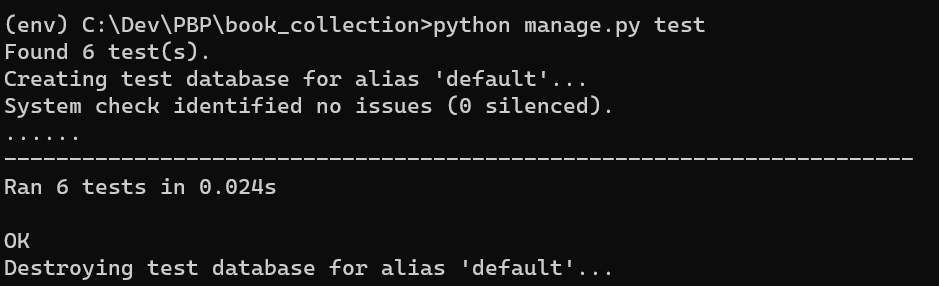 (env) C:\Dev\PBP\book_collection>python manage.py test
Found 6 test(s).
Creating test database for alias 'default'...
System check identified no issues (0 silenced).
......
----------------------------------------------------------------------
Ran 6 tests in 0.024s

OK
Destroying test database for alias 'default'...